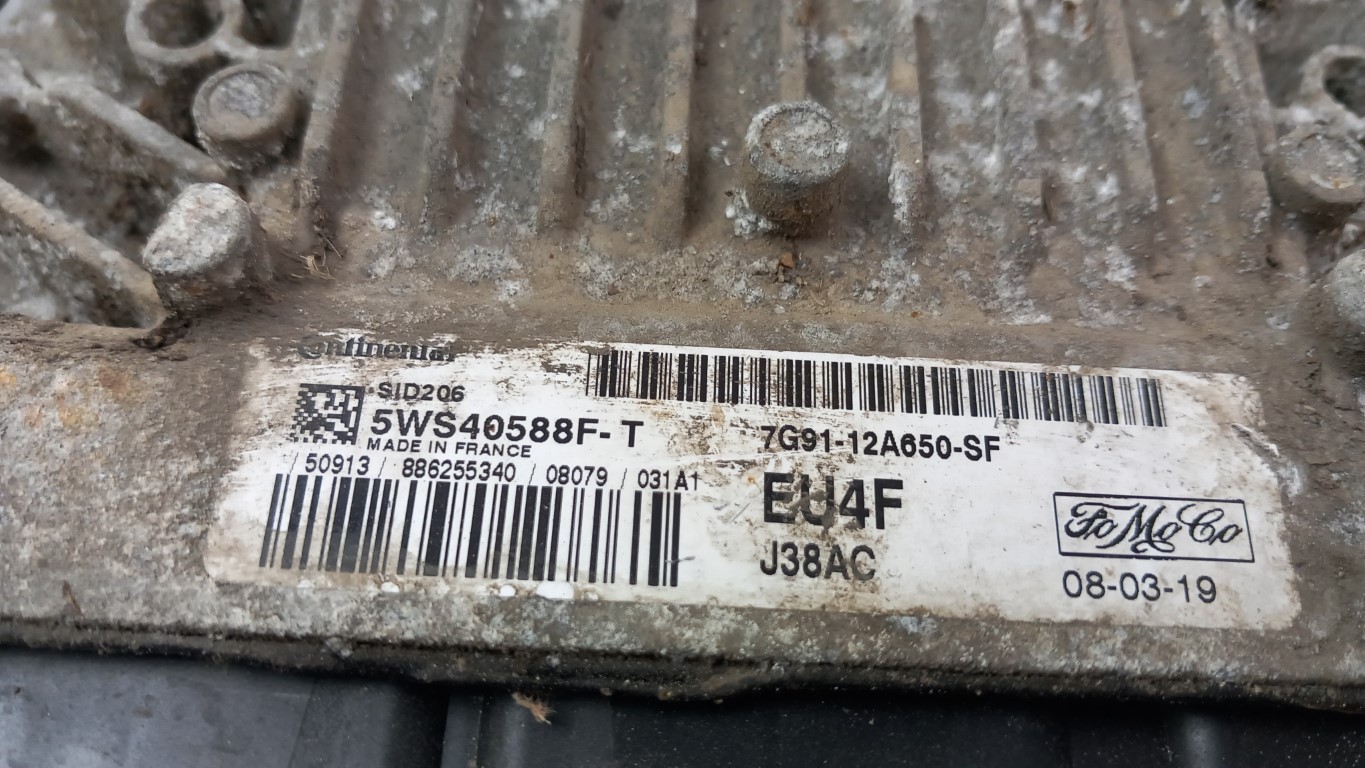 Continental
SID206
5WS40588F-T
MADE IN FRANCE
/ 50913 / 886255340 / 08079 / 031A1
7G91-12A650-SF
EU4F
J38AC
FoMoCo
08-03-19